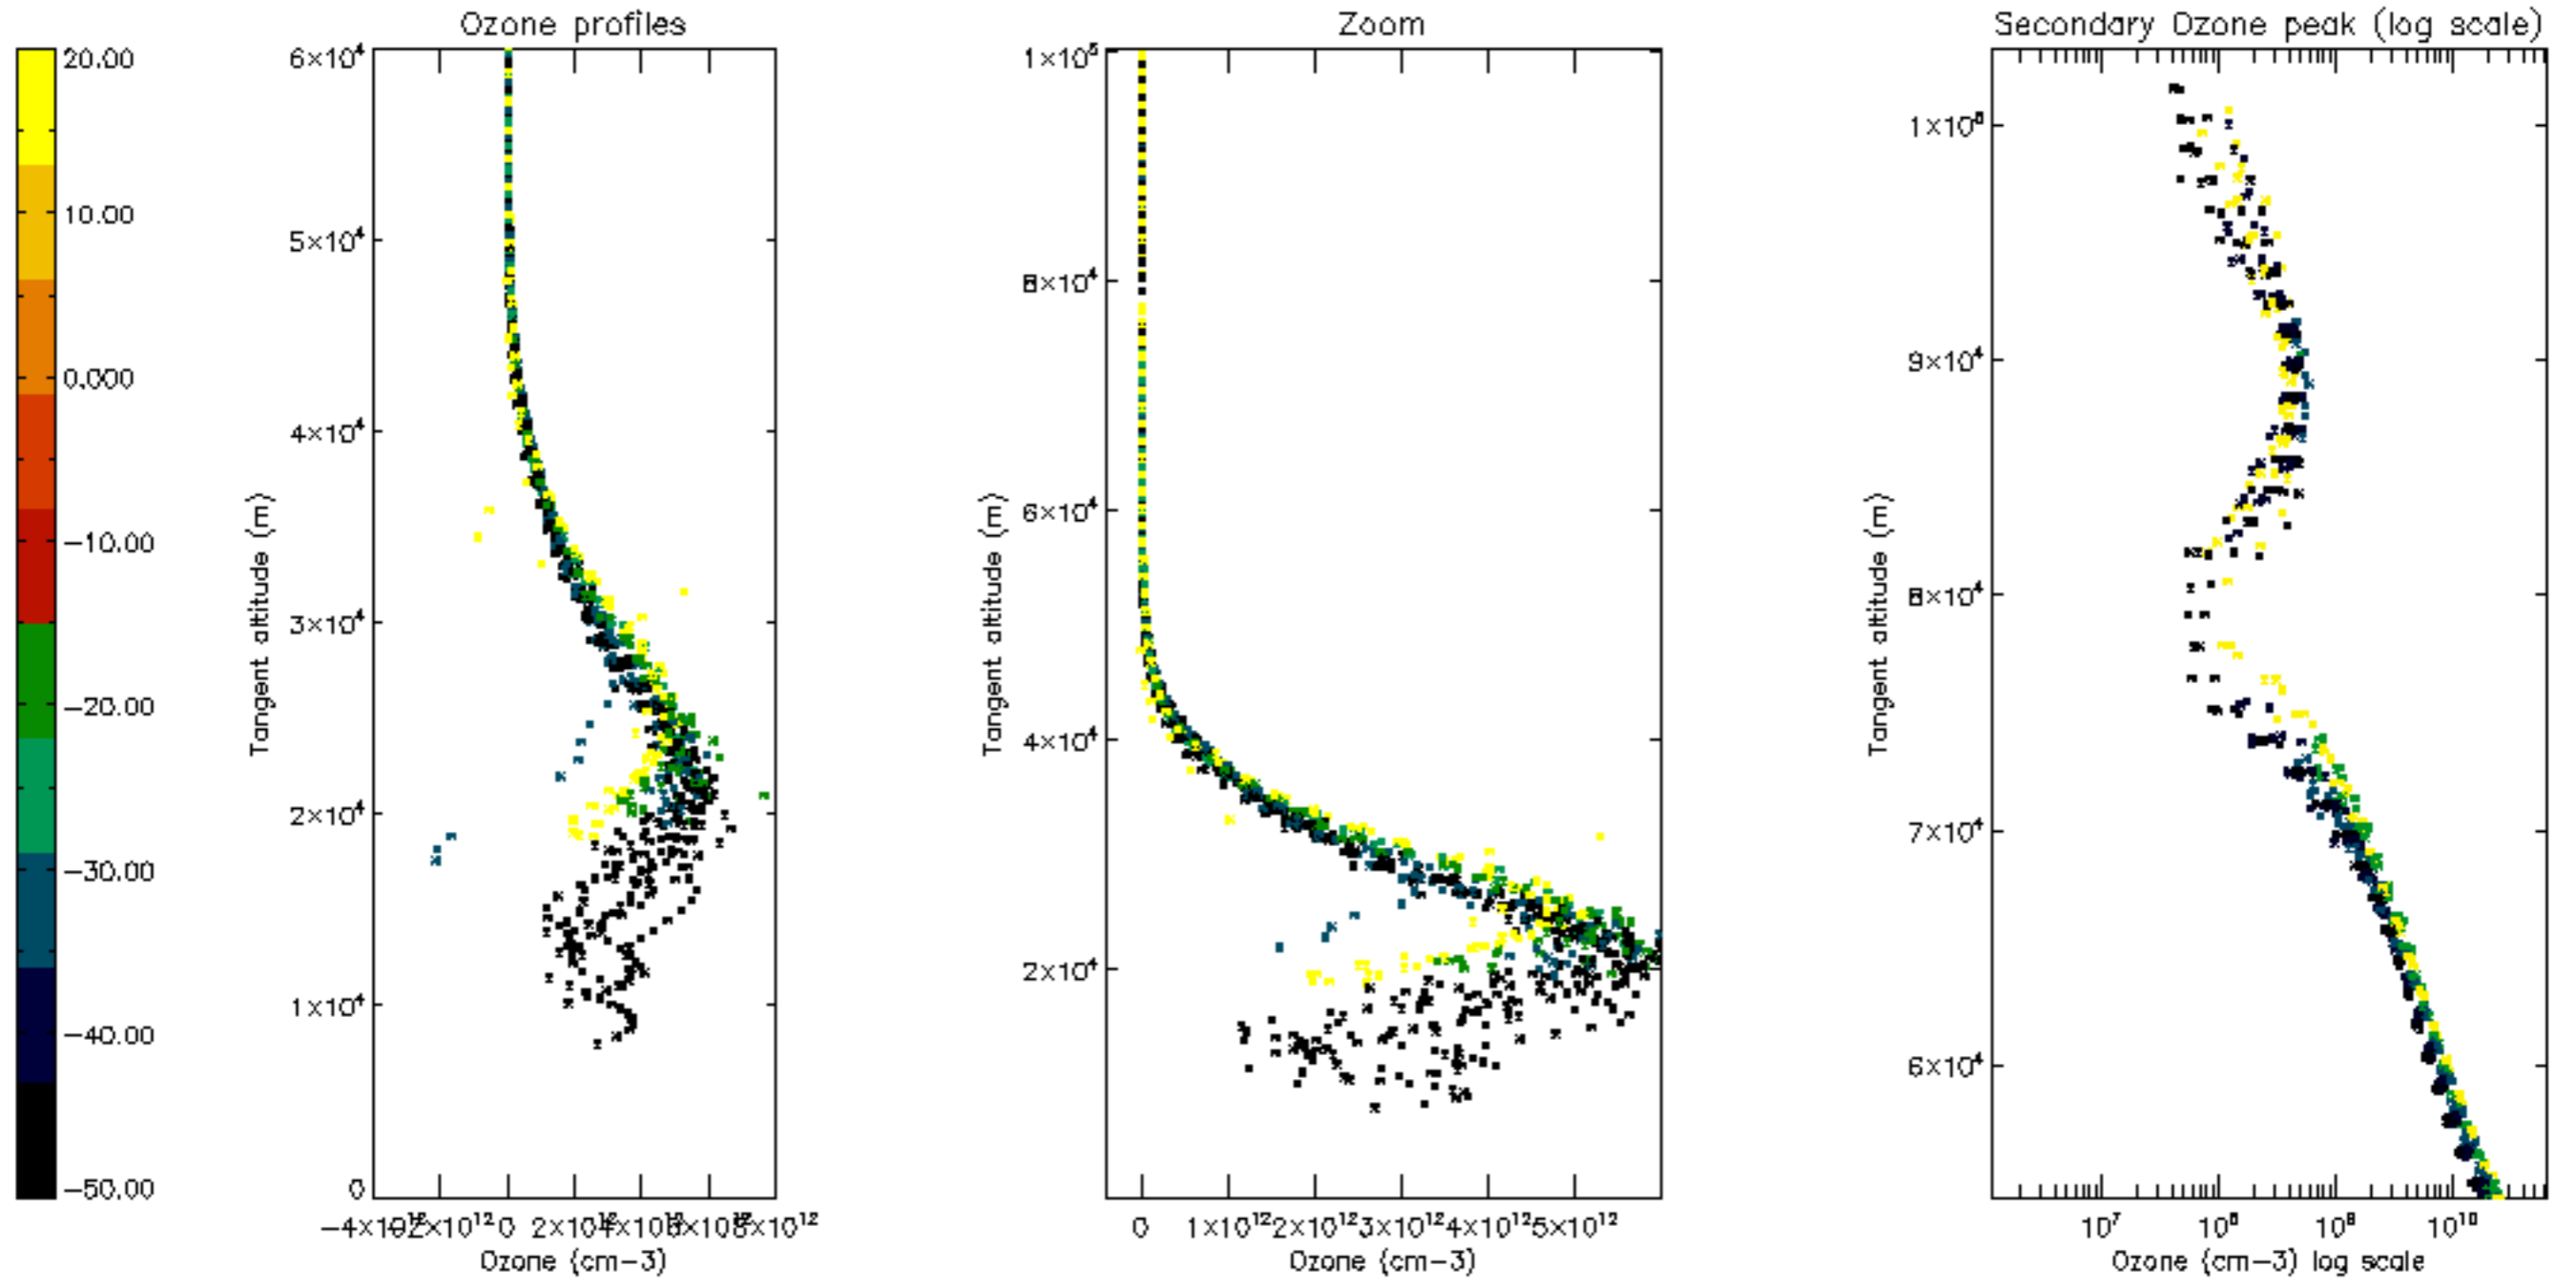 Ozone profiles
Zoom
Secondary Ozone peak (log scale)
20.00
10.00
0.000
-10.00
-20.00
-30.00
-40.00
-50.00
6×10⁴
5×10⁴
4×10⁴
3×10⁴
2×10⁴
1×10⁴
0
Tangent altitude (m)
0
Ozone (cm-3)
1×10⁵
8×10⁴
6×10⁴
4×10⁴
2×10⁴
Tangent altitude (m)
0 1×10¹² 2×10¹² 3×10¹² 4×10¹² 5×10¹²
Ozone (cm-3)
1×10⁵
9×10⁴
8×10⁴
7×10⁴
6×10⁴
Tangent altitude (m)
10⁷ 10⁸ 10⁹ 10¹⁰
Ozone (cm-3) log scale